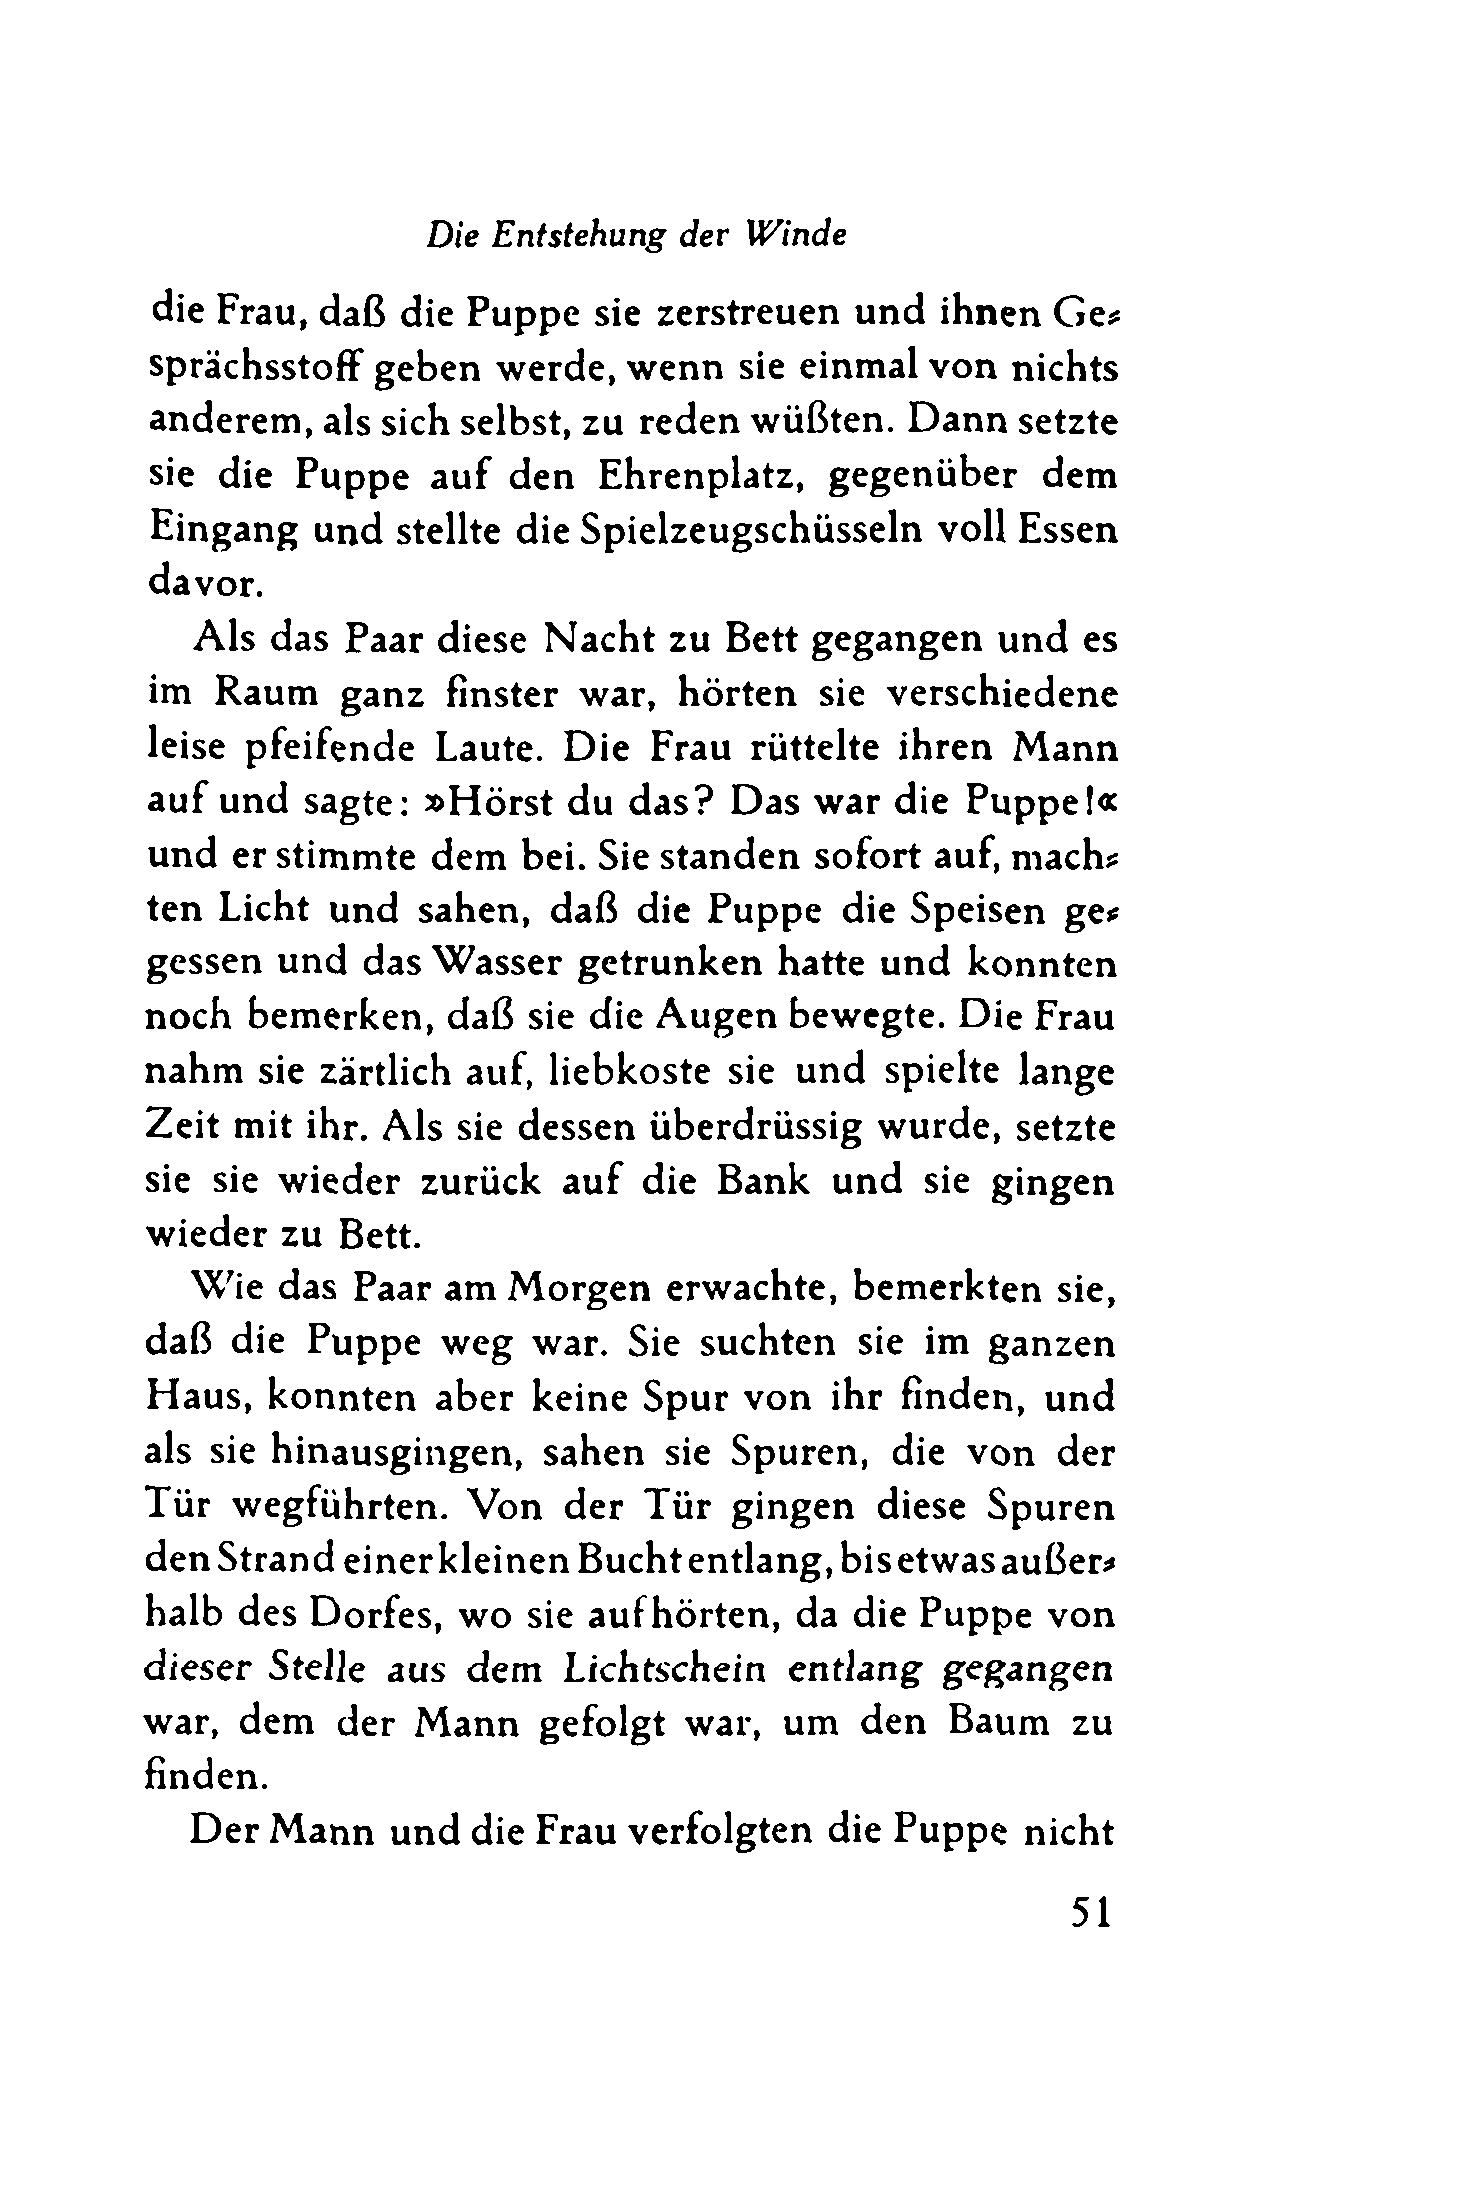 Die Entstehung der Winde
die Frau, daß die Puppe sie zerstreuen und ihnen Ge⸗
sprächsstoff geben werde, wenn sie einmal von nichts
anderem, als sich selbst, zu reden wüßten. Dann setzte
sie die Puppe auf den Ehrenplatz, gegenüber dem
Eingang und stellte die Spielzeugschüsseln voll Essen
davor.
Als das Paar diese Nacht zu Bett gegangen und es
im Raum ganz finster war, hörten sie verschiedene
leise pfeifende Laute. Die Frau rüttelte ihren Mann
auf und sagte: »Hörst du das? Das war die Puppe!«
und er stimmte dem bei. Sie standen sofort auf, mach⸗
ten Licht und sahen, daß die Puppe die Speisen ge⸗
gessen und das Wasser getrunken hatte und konnten
noch bemerken, daß sie die Augen bewegte. Die Frau
nahm sie zärtlich auf, liebkoste sie und spielte lange
Zeit mit ihr. Als sie dessen überdrüssig wurde, setzte
sie sie wieder zurück auf die Bank und sie gingen
wieder zu Bett.
Wie das Paar am Morgen erwachte, bemerkten sie,
daß die Puppe weg war. Sie suchten sie im ganzen
Haus, konnten aber keine Spur von ihr finden, und
als sie hinausgingen, sahen sie Spuren, die von der
Tür wegführten. Von der Tür gingen diese Spuren
den Strand einer kleinen Bucht entlang, bis etwas außer⸗
halb des Dorfes, wo sie aufhörten, da die Puppe von
dieser Stelle aus dem Lichtschein entlang gegangen
war, dem der Mann gefolgt war, um den Baum zu
finden.
Der Mann und die Frau verfolgten die Puppe nicht
51